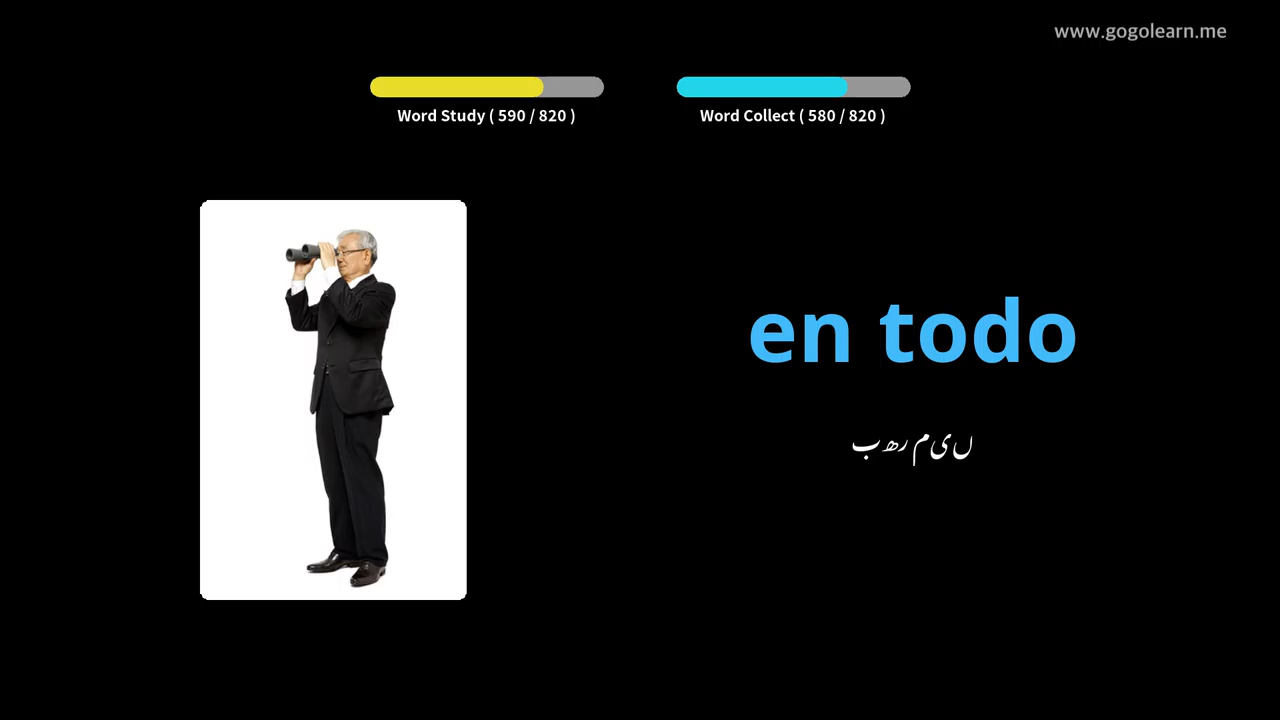 www.gogolearn.me
Word Study ( 590 / 820 )
Word Collect ( 580 / 820 )
en todo
بھر میں